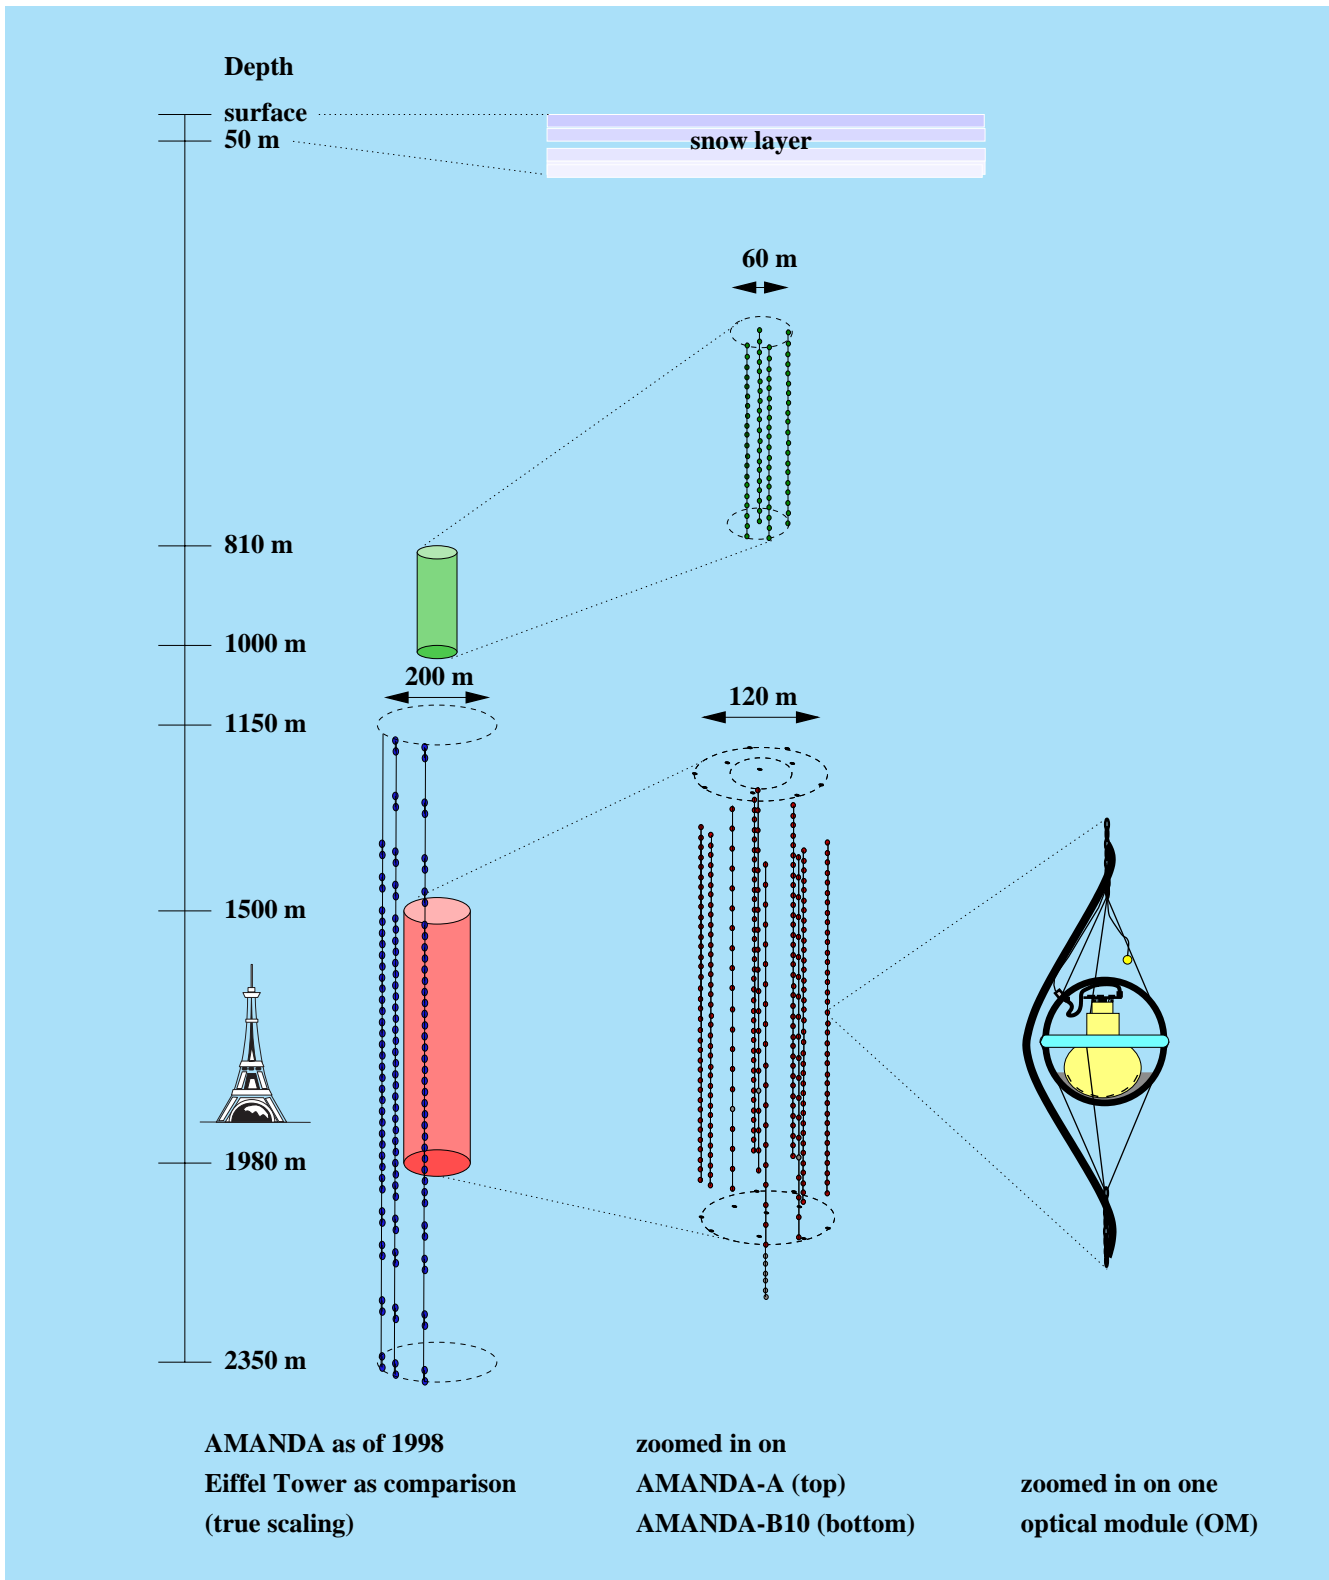 Depth
surface
50 m
snow layer
60 m
810 m
1000 m
200 m
120 m
1150 m
1500 m
1980 m
2350 m
AMANDA as of 1998
Eiffel Tower as comparison
(true scaling)
zoomed in on
AMANDA-A (top)
AMANDA-B10 (bottom)
zoomed in on one
optical module (OM)